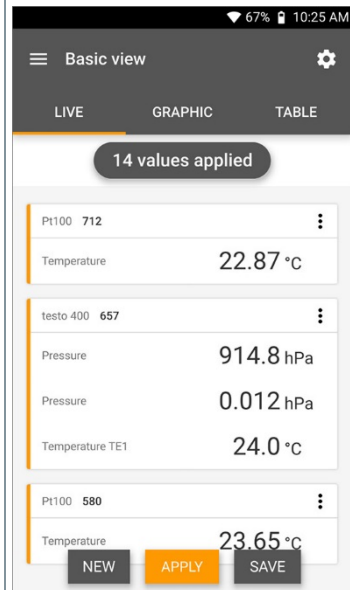 67% 10:25 AM
Basic view
LIVE GRAPHIC TABLE
14 values applied
Pt100 712
Temperature 22.87 °C
testo 400 657
Pressure 914.8 hPa
Pressure 0.012 hPa
Temperature TE1 24.0 °C
Pt100 580
Temperature 23.65 °C
NEW APPLY SAVE